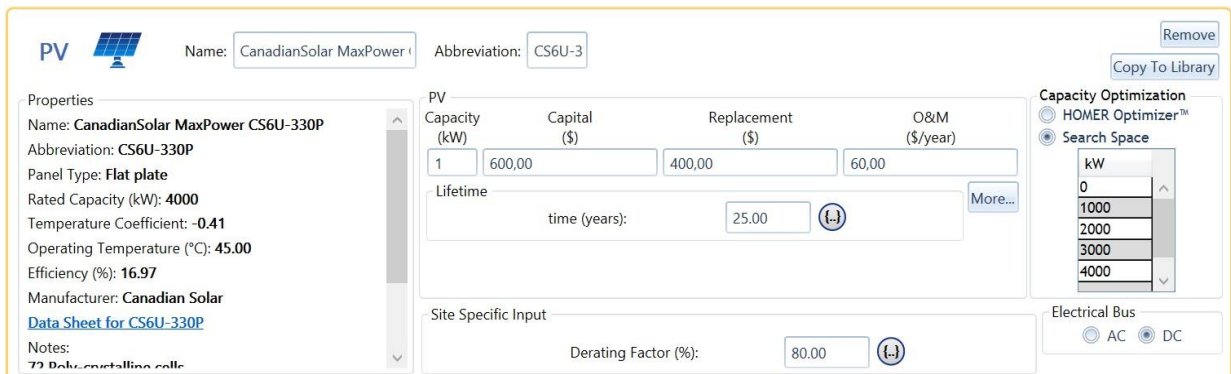 PV
Name: CanadianSolar MaxPower
Abbreviation: CS6U-3
Remove
Copy To Library
Properties
Name: CanadianSolar MaxPower CS6U-330P
Abbreviation: CS6U-330P
Panel Type: Flat plate
Rated Capacity (kW): 4000
Temperature Coefficient: -0.41
Operating Temperature (°C): 45.00
Efficiency (%): 16.97
Manufacturer: Canadian Solar
Data Sheet for CS6U-330P
Notes:
72 Poly-crystalline cells
PV
Capacity (kW)
Capital ($)
Replacement ($)
O&M ($/year)
1 600,00 400,00 60,00
Lifetime
time (years): 25.00 {..}
More...
Site Specific Input
Derating Factor (%): 80.00 {..}
Capacity Optimization
HOMER Optimizer™
Search Space
kW
0
1000
2000
3000
4000
Electrical Bus
AC DC